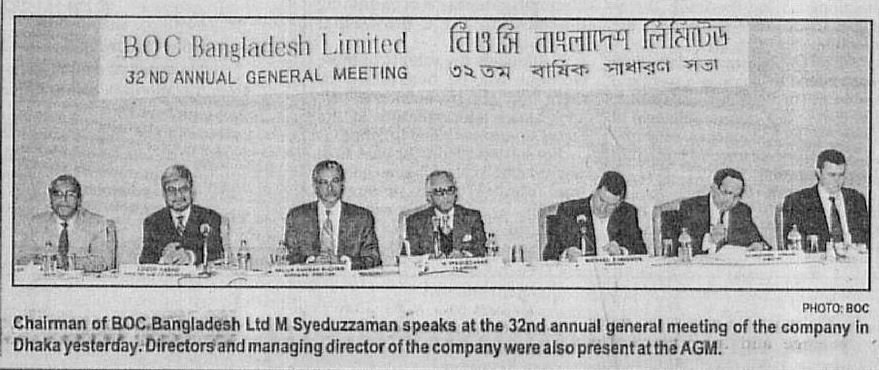 BOC Bangladesh Limited
32ND ANNUAL GENERAL MEETING
বিওসি বাংলাদেশ লিমিটেড
৩২তম বার্ষিক সাধারণ সভা
PHOTO: BOC
Chairman of BOC Bangladesh Ltd M Syeduzzaman speaks at the 32nd annual general meeting of the company in
Dhaka yesterday. Directors and managing director of the company were also present at the AGM.